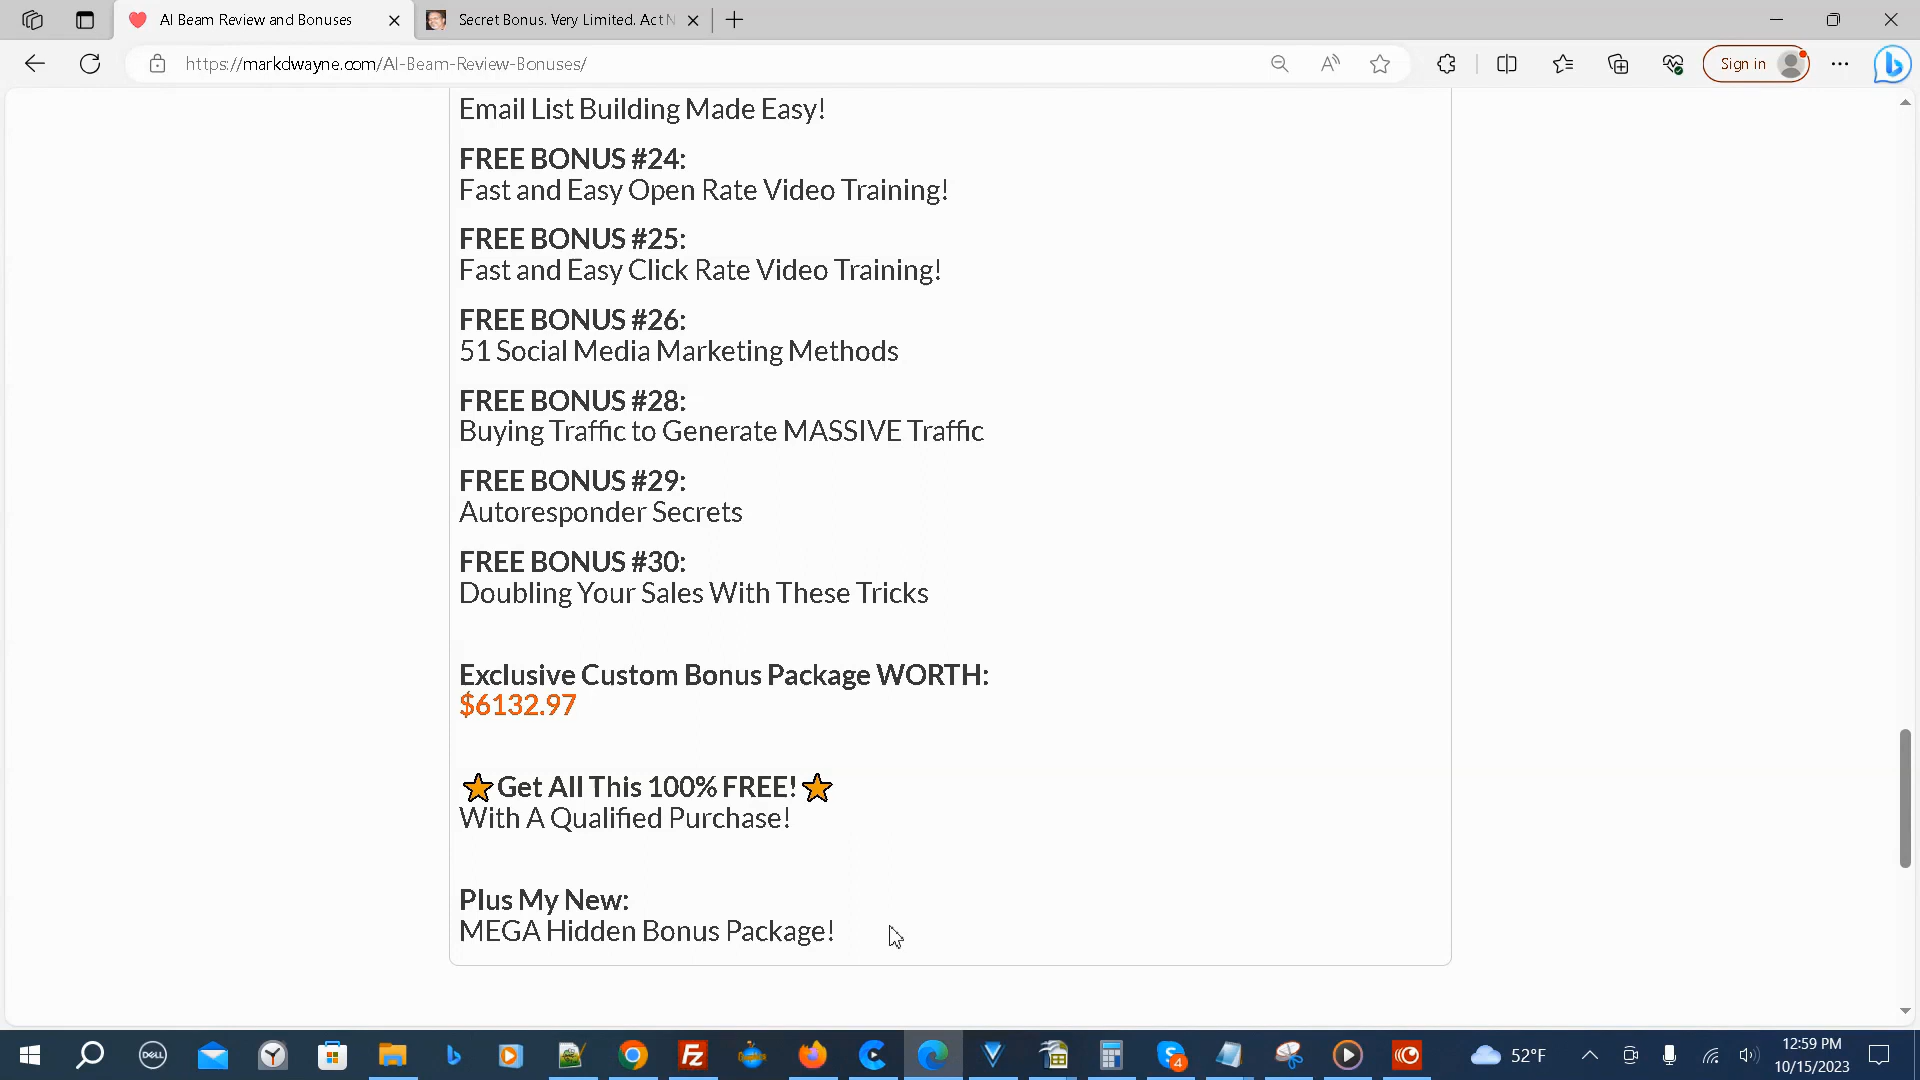 AI Beam Review and Bonuses
Secret Bonus. Very Limited. Act N
https://markdwayne.com/AI-Beam-Review-Bonuses/
Sign in
Email List Building Made Easy!
FREE BONUS #24:
Fast and Easy Open Rate Video Training!
FREE BONUS #25:
Fast and Easy Click Rate Video Training!
FREE BONUS #26:
51 Social Media Marketing Methods
FREE BONUS #28:
Buying Traffic to Generate MASSIVE Traffic
FREE BONUS #29:
Autoresponder Secrets
FREE BONUS #30:
Doubling Your Sales With These Tricks
Exclusive Custom Bonus Package WORTH:
$6132.97
Get All This 100% FREE!
With A Qualified Purchase!
Plus My New:
MEGA Hidden Bonus Package!
DELL
FZ
4
52°F
12:59 PM
10/15/2023